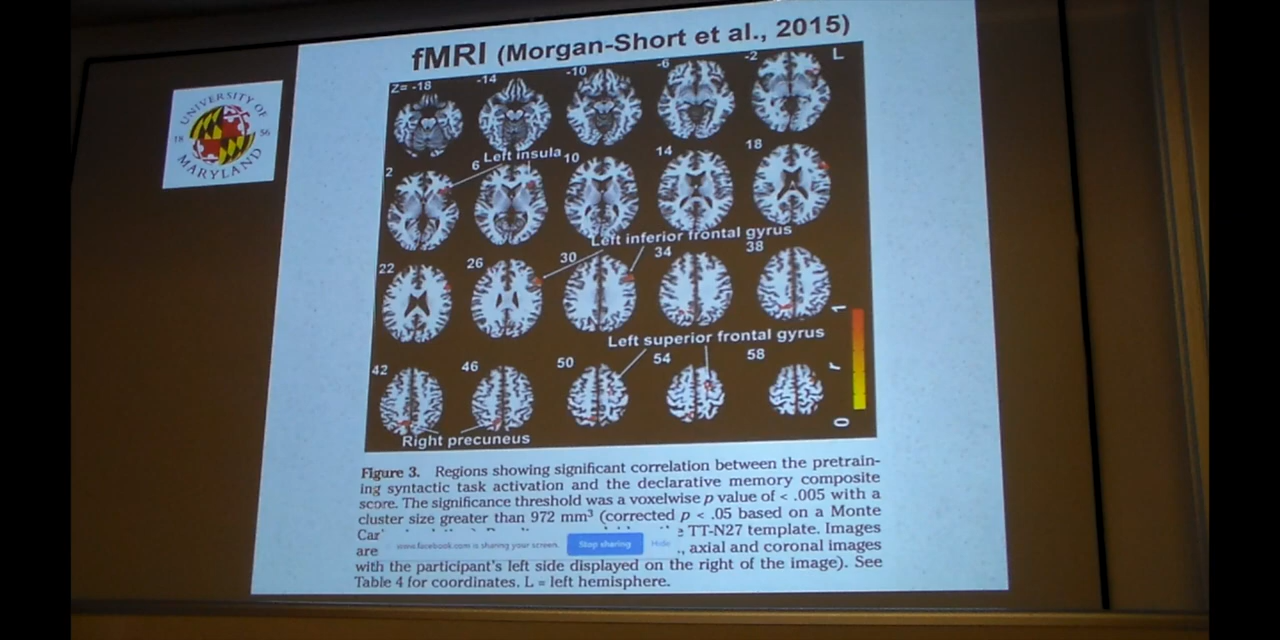 fMRI (Morgan-Short et al., 2015)
UNIVERSITY OF
18 56
MARYLAND
Z= -18 -14 -10 -6 -2 L
2 6 Left insula 10 14 18
Left inferior frontal gyrus
22 26 30 34 38
1
Left superior frontal gyrus
42 46 50 54 58
r
0
Right precuneus
Figure 3. Regions showing significant correlation between the pretrain-
ing syntactic task activation and the declarative memory composite
score. The significance threshold was a voxelwise p value of < .005 with a
cluster size greater than 972 mm³ (corrected p < .05 based on a Monte
Car TT-N27 template. Images
www.facebook.com is sharing your screen. Stop sharing Hide
are ., axial and coronal images
with the participant's left side displayed on the right of the image). See
Table 4 for coordinates. L = left hemisphere.